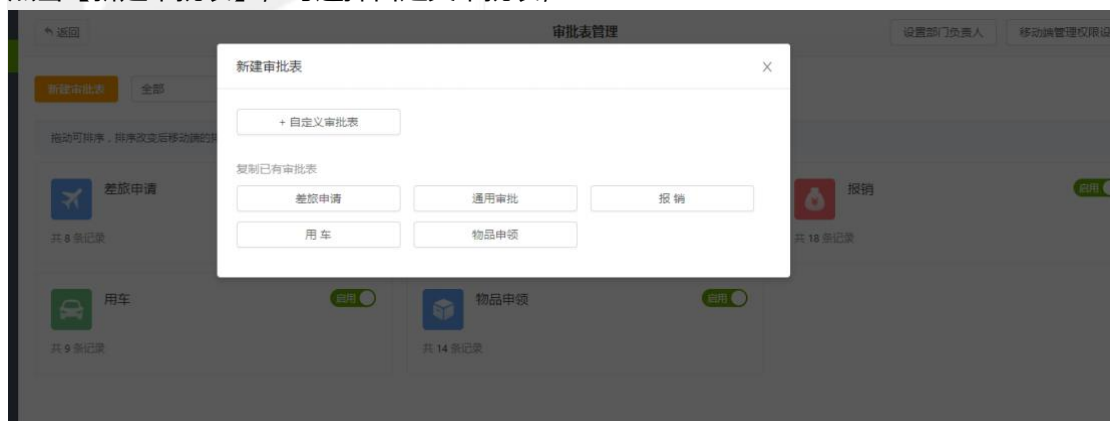 返回
审批表管理
设置部门负责人
移动端管理权限设
新建审批表
全部
拖动可排序，排序改变后移动端的
新建审批表
X
+ 自定义审批表
复制已有审批表
差旅申请
通用审批
报 销
用 车
物品申领
差旅申请
共 8 条记录
报销
启用
共 18 条记录
用车
启用
共 9 条记录
物品申领
启用
共 14 条记录